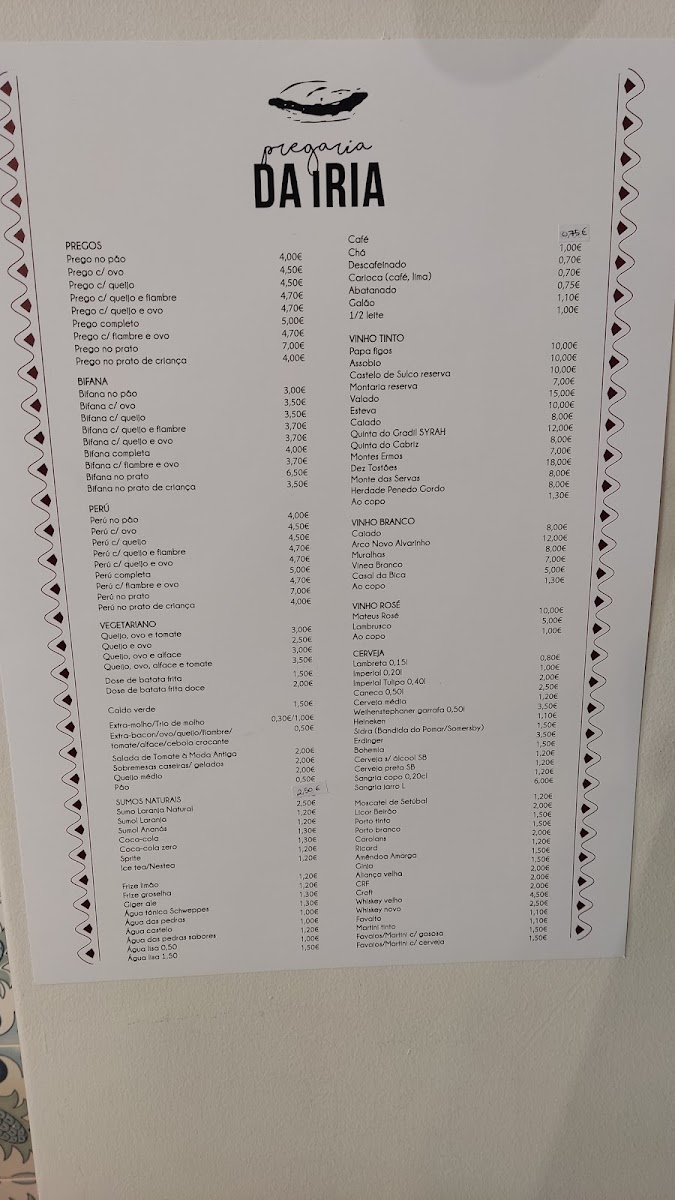 pregaria
DA IRIA
PREGOS
Prego no pão 4,00€
Prego c/ ovo 4,50€
Prego c/ queijo 4,50€
Prego c/ queijo e fiambre 4,70€
Prego c/ queijo e ovo 4,70€
Prego completo 5,00€
Prego c/ fiambre e ovo 4,70€
Prego no prato 7,00€
Prego no prato de criança 4,00€
BIFANA
Bifana no pão 3,00€
Bifana c/ ovo 3,50€
Bifana c/ queijo 3,50€
Bifana c/ queijo e fiambre 3,70€
Bifana c/ queijo e ovo 3,70€
Bifana completa 4,00€
Bifana c/ fiambre e ovo 3,70€
Bifana no prato 6,50€
Bifana no prato de criança 3,50€
PERÚ
Perú no pão 4,00€
Perú c/ ovo 4,50€
Perú c/ queijo 4,50€
Perú c/ queijo e fiambre 4,70€
Perú c/ queijo e ovo 4,70€
Perú completa 5,00€
Perú c/ fiambre e ovo 4,70€
Perú no prato 7,00€
Perú no prato de criança 4,00€
VEGETARIANO
Queijo, ovo e tomate 3,00€
Queijo e ovo 2,50€
Queijo, ovo e alface 3,00€
Queijo, ovo, alface e tomate 3,50€
Dose de batata frita 1,50€
Dose de batata frita doce 2,00€
Caldo verde 1,50€
Extra-molho/Trio de molho 0,30€/1,00€
Extra-bacon/ovo/queijo/fiambre/ 0,50€
tomate/alface/cebola crocante
Salada de Tomate à Moda Antiga 2,00€
Sobremesas caseiras/ gelados 2,00€
Queijo médio 2,00€
Pão 0,50€
SUMOS NATURAIS 2,50€
Sumo Laranja Natural 2,50€
Sumol Laranja 1,20€
Sumol Ananás 1,20€
Coca-cola 1,30€
Coca-cola zero 1,30€
Sprite 1,20€
Ice tea/Nestea 1,20€
Frize limão 1,20€
Frize groselha 1,20€
Giger ale 1,30€
Água tónica Schweppes 1,30€
Água das pedras 1,00€
Água castelo 1,00€
Água das pedras sabores 1,20€
Água lisa 0,50 1,00€
Água lisa 1,50 1,50€
Café 0,75€
Chá 1,00€
Descafeinado 0,70€
Carioca (café, lima) 0,70€
Abatanado 0,75€
Galão 1,10€
1/2 leite 1,00€
VINHO TINTO
Papa figos 10,00€
Assobio 10,00€
Castelo de Sulco reserva 10,00€
Montaria reserva 7,00€
Valado 15,00€
Esteva 10,00€
Calado 8,00€
Quinta do Gradil SYRAH 12,00€
Quinta do Cabriz 8,00€
Montes Ermos 7,00€
Dez Tostões 18,00€
Monte das Servas 8,00€
Herdade Penedo Gordo 8,00€
Ao copo 1,30€
VINHO BRANCO
Calado 8,00€
Arca Nova Alvarinho 12,00€
Muralhas 8,00€
Vinea Branco 7,00€
Casal da Bica 5,00€
Ao copo 1,30€
VINHO ROSÉ
Mateus Rosé 10,00€
Lambrusco 5,00€
Ao copo 1,00€
CERVEJA
Lambreta 0,15l 0,80€
Imperial 0,20l 1,00€
Imperial Tulipa 0,40l 2,00€
Caneca 0,50l 2,50€
Cerveja média 1,20€
Weihenstephaner garrafa 0,50l 3,50€
Heineken 1,10€
Sidra (Bandida do Pomar/Somersby) 1,50€
Erdinger 3,50€
Bohemia 1,50€
Cerveja s/ álcool SB 1,20€
Cerveja preta SB 1,20€
Sangria copo 0,20cl 1,20€
Sangria jarro L 6,00€
Moscatel de Setúbal 1,20€
Licor Beirão 2,00€
Porto tinto 1,50€
Porto branco 1,50€
Carolans 2,00€
Ricard 1,20€
Amêndoa Amarga 1,50€
Ginja 1,50€
Aliança velha 2,00€
CRF 2,00€
Croft 2,00€
Whiskey velho 4,50€
Whiskey novo 2,50€
Favaito 1,10€
Martini tinto 1,10€
Favaios/Martini c/ gasosa 1,50€
Favaios/Martini c/ cerveja 1,50€